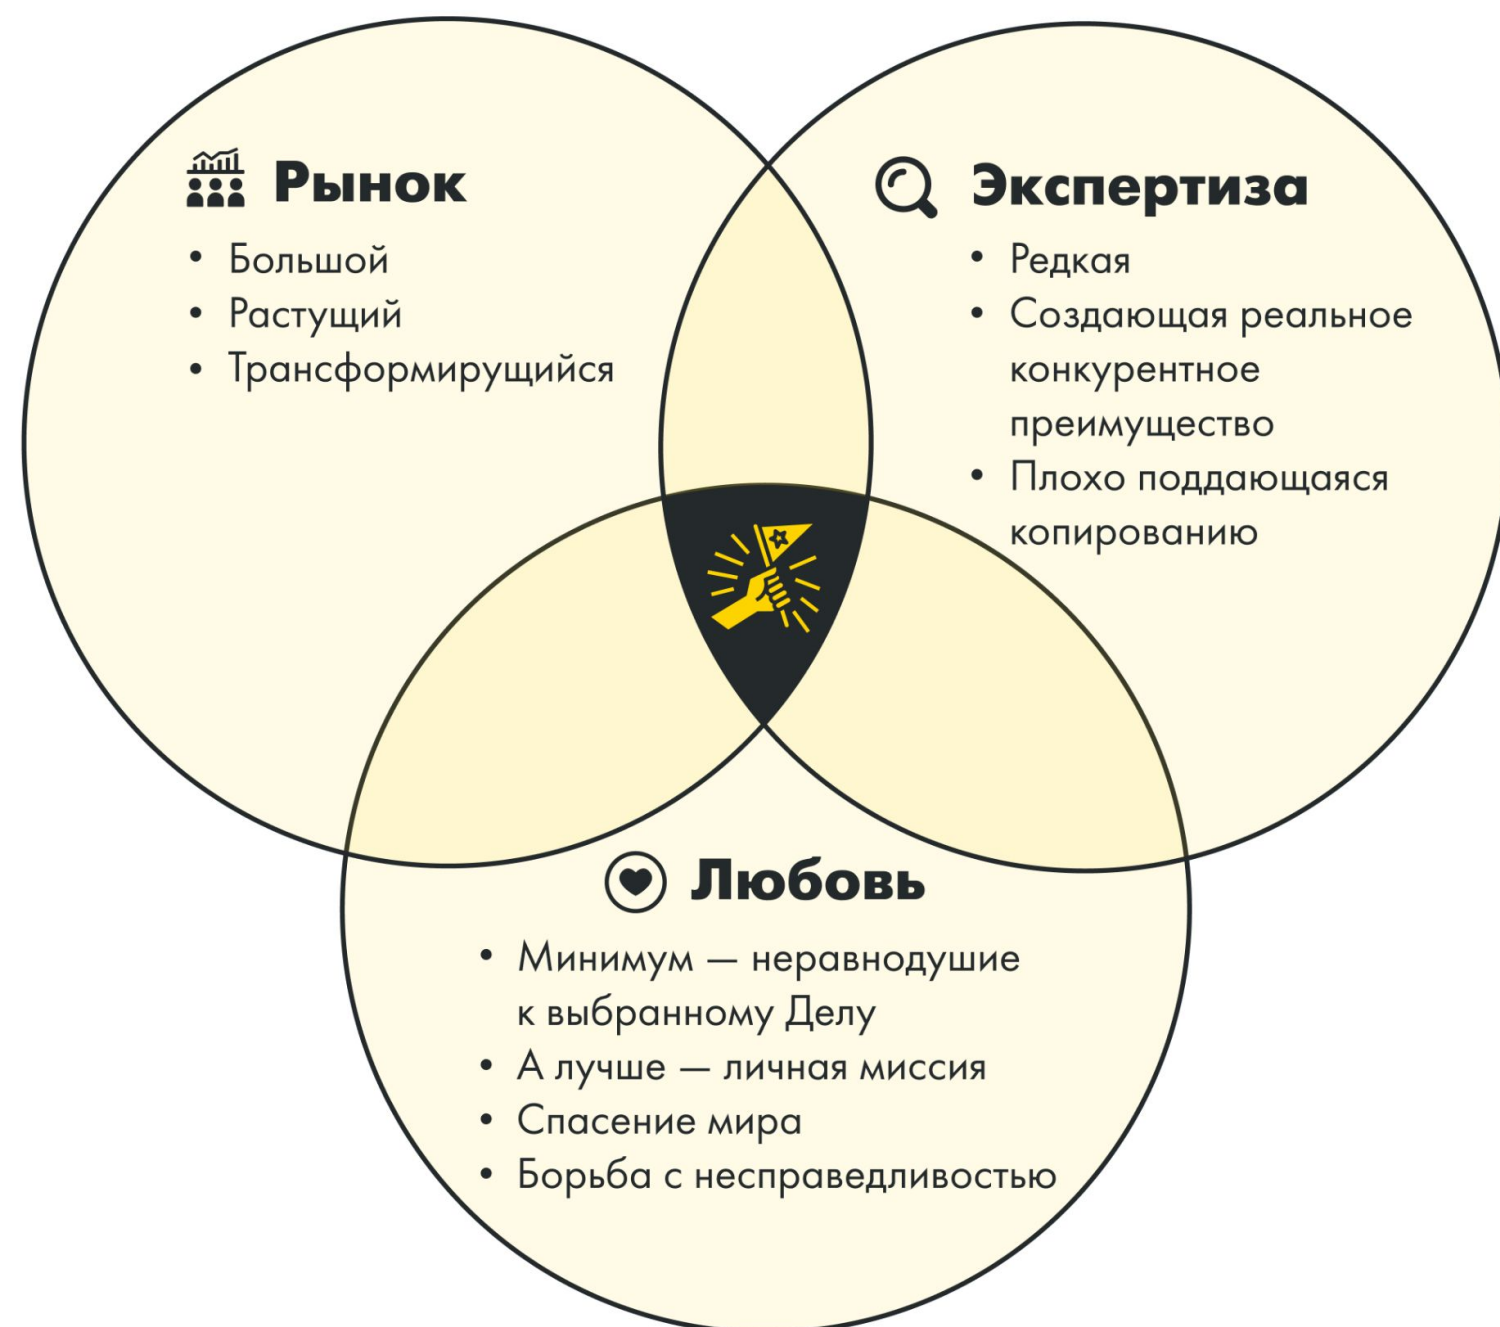 Рынок
• Большой
• Растущий
• Трансформирущийся
Экспертиза
• Редкая
• Создающая реальное
конкурентное
преимущество
• Плохо поддающаяся
копированию
Любовь
• Минимум — неравнодушие
к выбранному Делу
• А лучше — личная миссия
• Спасение мира
• Борьба с несправедливостью